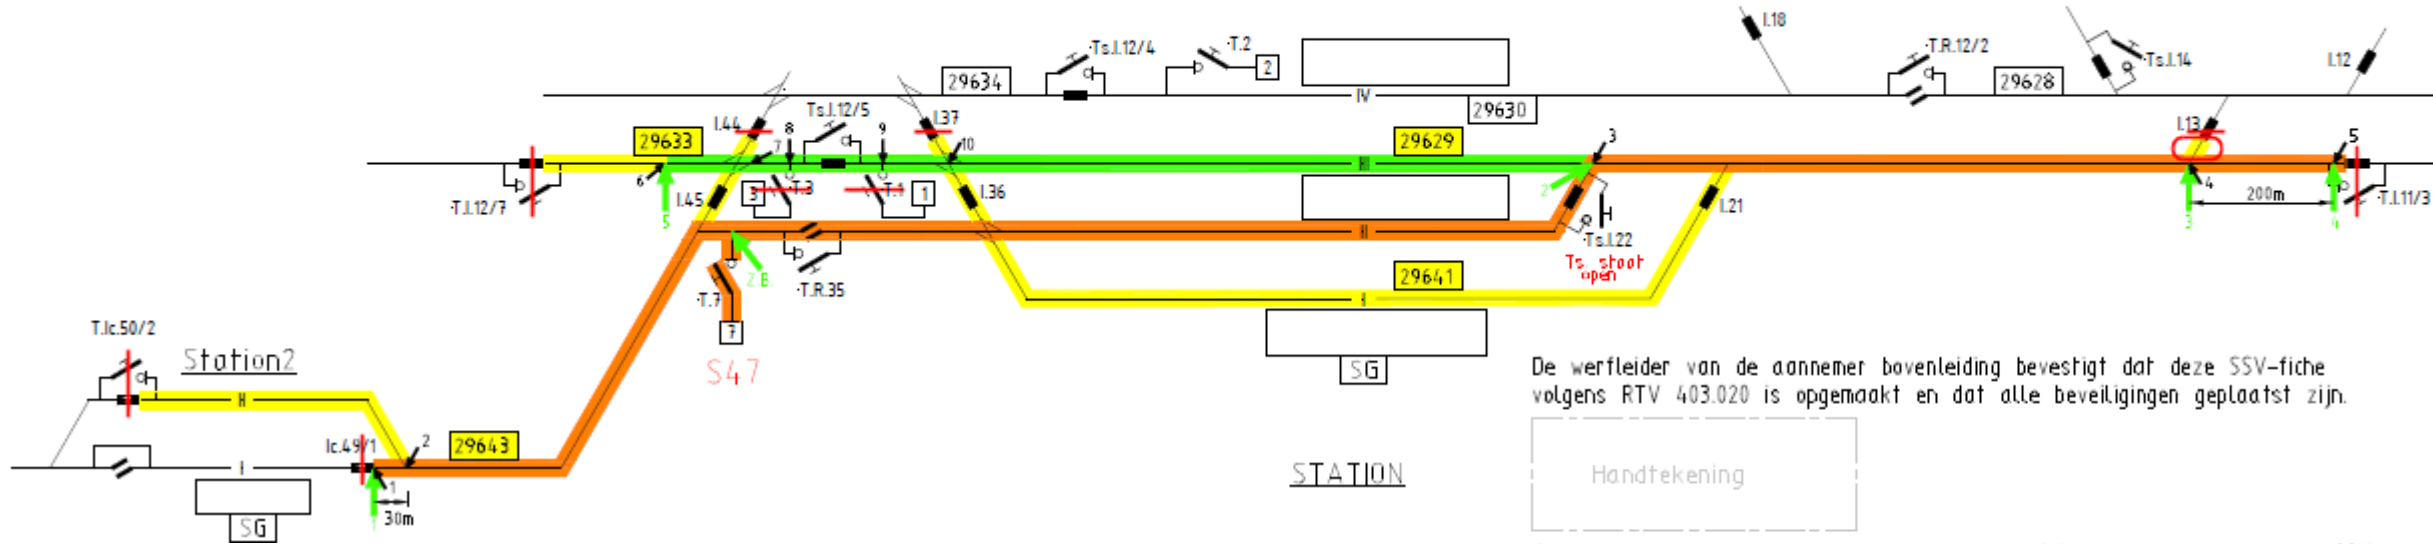 I.18
T.2
Ts.I.12/4
T.R.12/2
Ts.I.14
I.12
2
29634
29628
IV
29630
I.44
8
Ts.I.12/5
9
I.37
I.13
29633
7
10
29629
3
5
6
III
3
T.3
T.1
1
2
4
T.I.12/7
I.45
I.36
I.21
200m
T.I.11/3
5
3
4
II
Ts.I.22
Z.B.
Ts. staat
open
T.7
T.R.35
29641
I
7
T.Ic.50/2
Station2
S47
SG
De werfleider van de aannemer bovenleiding bevestigt dat deze SSV-fiche
volgens RTV 403.020 is opgemaakt en dat alle beveiligingen geplaatst zijn.
II
Ic.49/1
2
29643
I
1
STATION
Handtekening
30m
1
SG